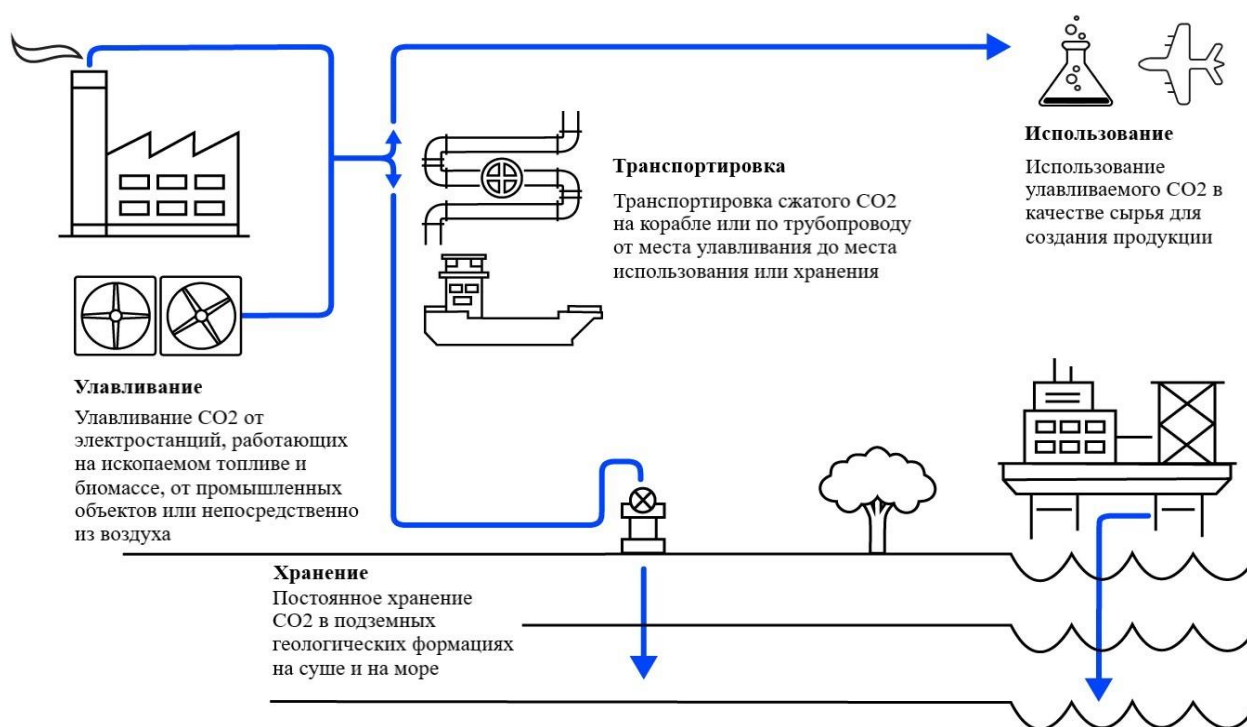 Использование
Использование
улавливаемого CO2 в
качестве сырья для
создания продукции
Транспортировка
Транспортировка сжатого CO2
на корабле или по трубопроводу
от места улавливания до места
использования или хранения
Улавливание
Улавливание CO2 от
электростанций, работающих
на ископаемом топливе и
биомассе, от промышленных
объектов или непосредственно
из воздуха
Хранение
Постоянное хранение
CO2 в подземных
геологических формациях
на суше и на море